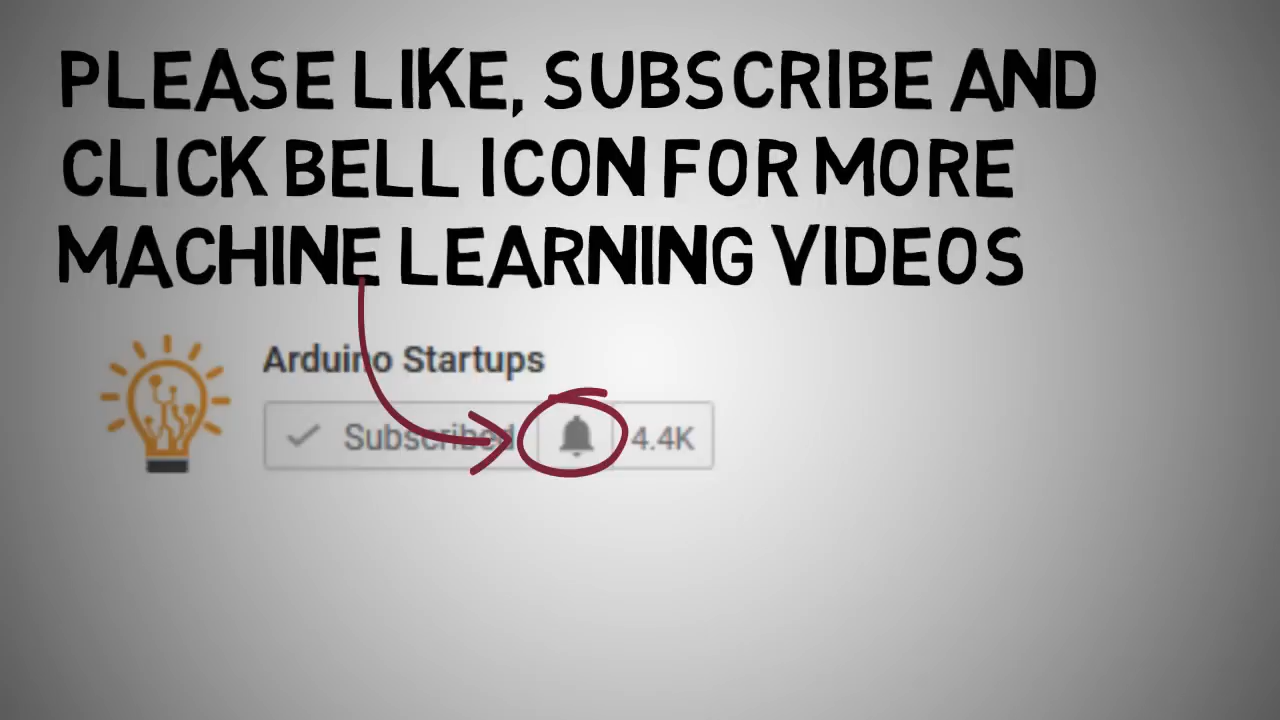 PLEASE LIKE, SUBSCRIBE AND
CLICK BELL ICON FOR MORE
MACHINE LEARNING VIDEOS
Arduino Startups
Subscribed 4.4K